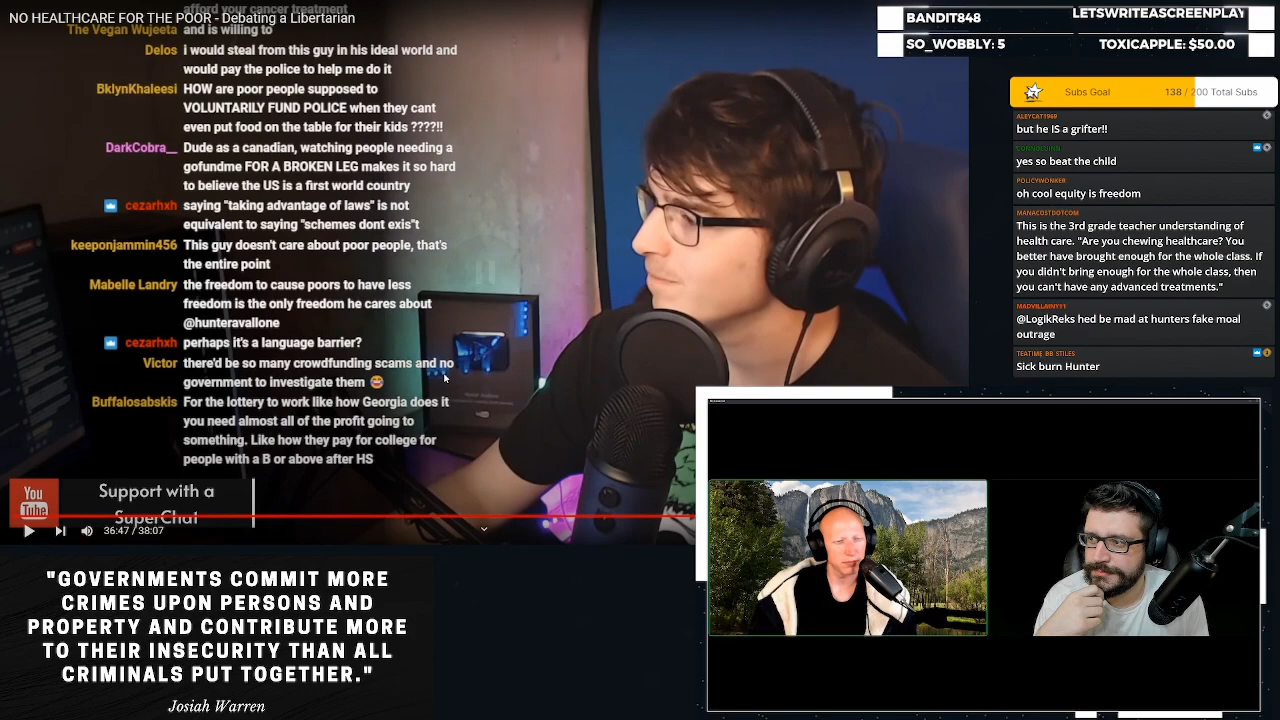 NO HEALTHCARE FOR THE POOR - Debating a Libertarian
afford your cancer treatment
The Vegan Wujeeta and is willing to
Delos i would steal from this guy in his ideal world and
would pay the police to help me do it
BklynKhaleesi HOW are poor people supposed to
VOLUNTARILY FUND POLICE when they cant
even put food on the table for their kids ????!!
DarkCobra__ Dude as a canadian, watching people needing a
gofundme FOR A BROKEN LEG makes it so hard
to believe the US is a first world country
cezarhxh saying "taking advantage of laws" is not
equivalent to saying "schemes dont exis"t
keeponjammin456 This guy doesn't care about poor people, that's
the entire point
Mabelle Landry the freedom to cause poors to have less
freedom is the only freedom he cares about
@hunteravallone
cezarhxh perhaps it's a language barrier?
Victor there'd be so many crowdfunding scams and no
government to investigate them
Buffalosabskis For the lottery to work like how Georgia does it
you need almost all of the profit going to
something. Like how they pay for college for
people with a B or above after HS
You
Tube
Support with a
SuperChat
36:47 / 38:07
"GOVERNMENTS COMMIT MORE
CRIMES UPON PERSONS AND
PROPERTY AND CONTRIBUTE MORE
TO THEIR INSECURITY THAN ALL
CRIMINALS PUT TOGETHER."
Josiah Warren
BANDIT848
LETSWRITEASCREENPLAY
SO_WOBBLY: 5
TOXICAPPLE: $50.00
Subs Goal 138 / 200 Total Subs
ALEYCAT1969
but he IS a grifter!!
yes so beat the child
POLICYWONKER
oh cool equity is freedom
MANACOSTDOTCOM
This is the 3rd grade teacher understanding of
health care. "Are you chewing healthcare? You
better have brought enough for the whole class. If
you didn't bring enough for the whole class, then
you can't have any advanced treatments."
MADVILLAINY11
@LogikReks hed be mad at hunters fake moal
outrage
TEATIME_BB_STILES
Sick burn Hunter